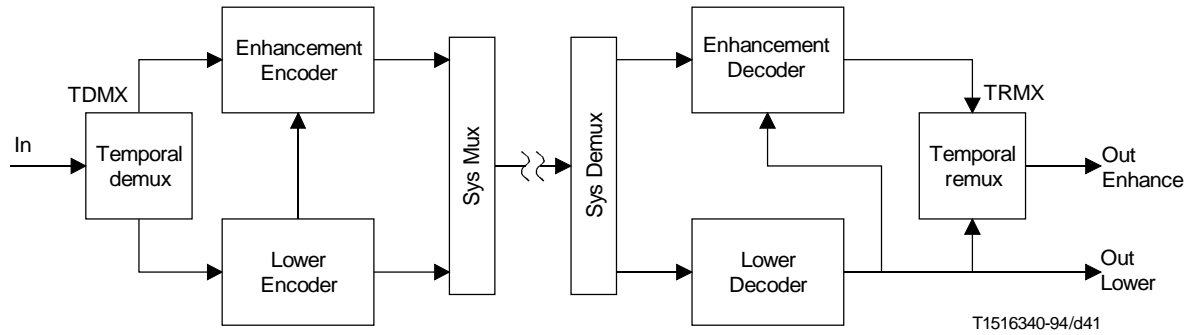 Enhancement
Encoder
Enhancement
Decoder
TDMX
TRMX
In
Temporal
demux
Sys Mux
Sys Demux
Temporal
remux
Out
Enhance
Lower
Encoder
Lower
Decoder
Out
Lower
T1516340-94/d41